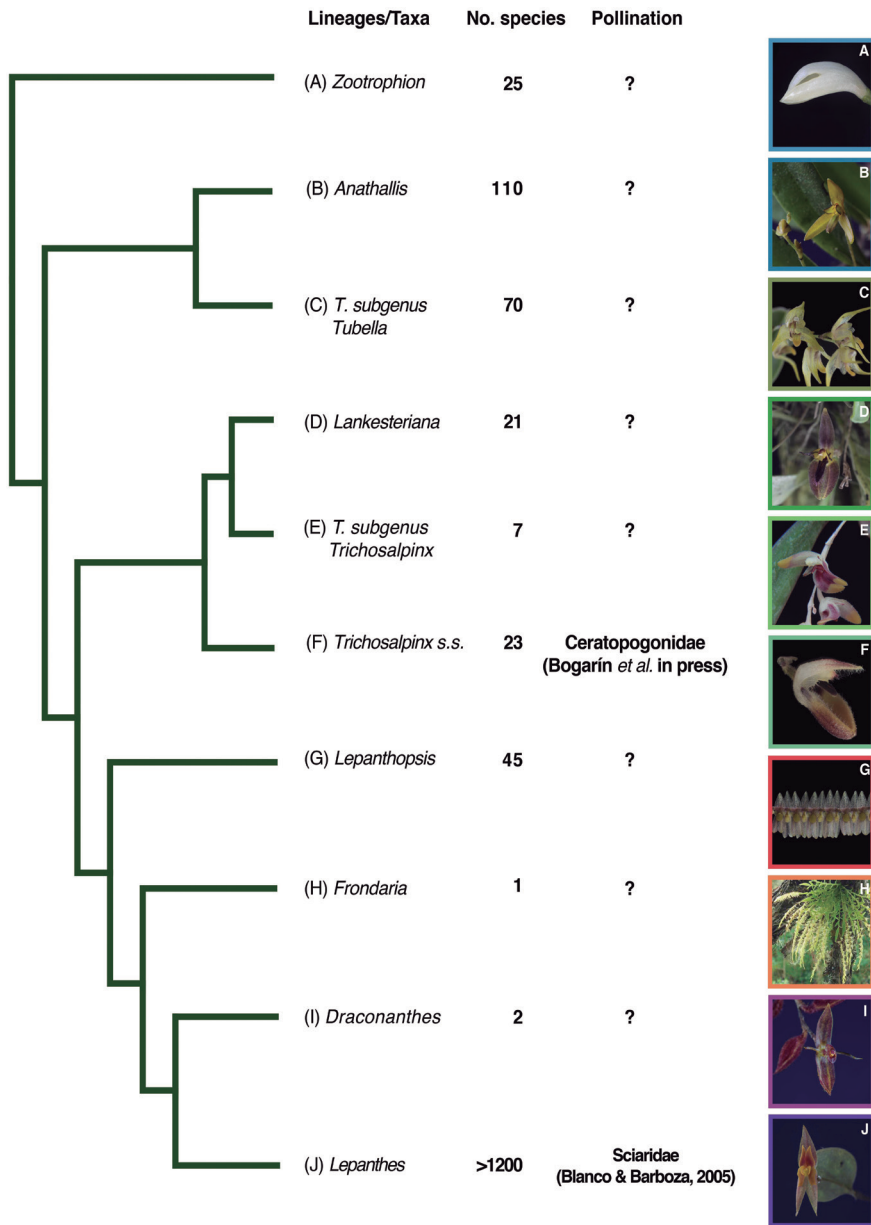 Lineages/Taxa No. species Pollination
A
(A) Zootrophion 25 ?
B
(B) Anathallis 110 ?
C
(C) T. subgenus 70 ?
Tubella
D
(D) Lankesteriana 21 ?
E
(E) T. subgenus 7 ?
Trichosalpinx
F
(F) Trichosalpinx s.s. 23 Ceratopogonidae
(Bogarín et al. in press)
G
(G) Lepanthopsis 45 ?
H
(H) Frondaria 1 ?
I
(I) Draconanthes 2 ?
J
(J) Lepanthes >1200 Sciaridae
(Blanco & Barboza, 2005)